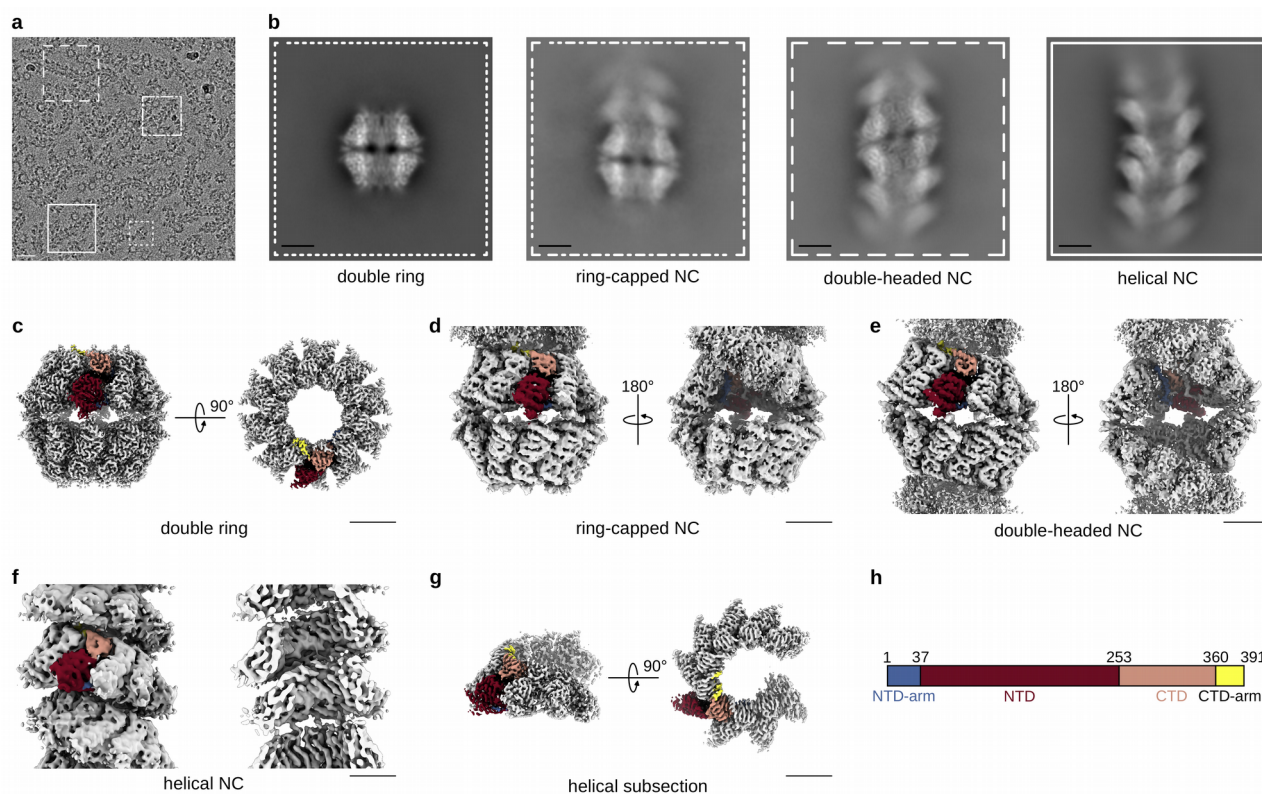 a
b
double ring
ring-capped NC
double-headed NC
helical NC
c
90°
double ring
d
180°
ring-capped NC
e
180°
double-headed NC
f
helical NC
g
90°
helical subsection
h
1 37 253 360 391
NTD-arm NTD CTD CTD-arm